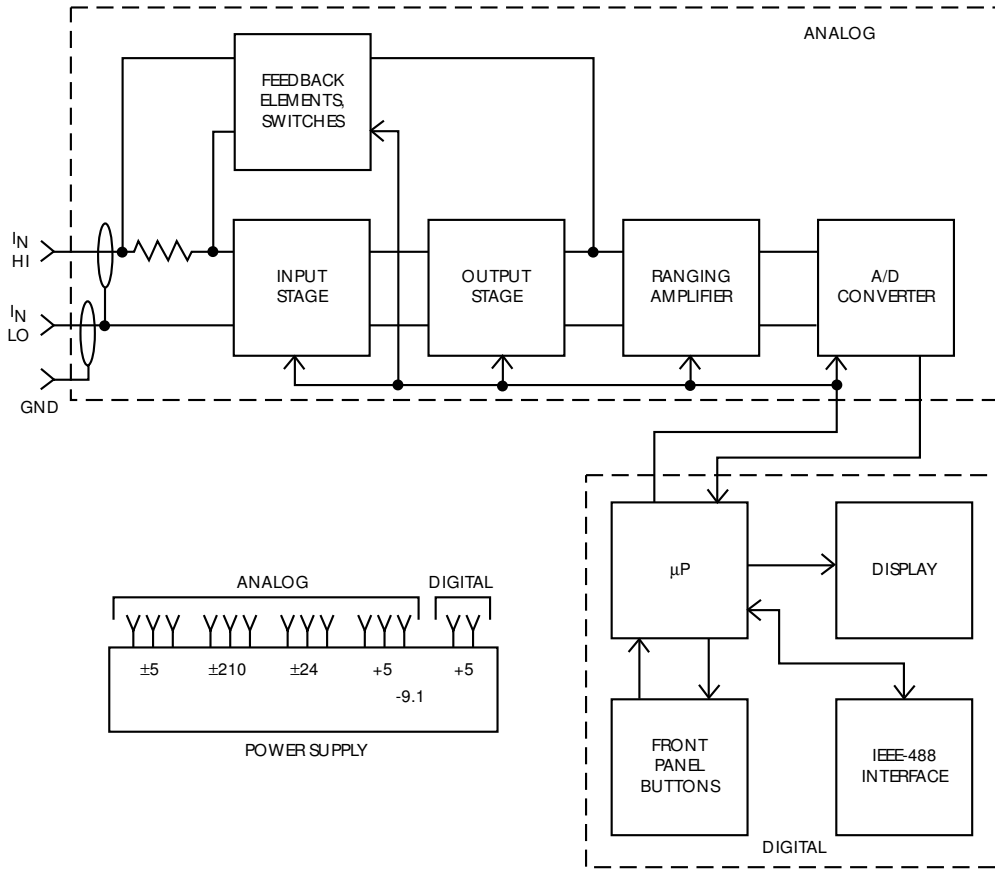 ANALOG
FEEDBACK
ELEMENTS,
SWITCHES
IN
HI
INPUT
STAGE
OUTPUT
STAGE
RANGING
AMPLIFIER
A/D
CONVERTER
IN
LO
GND
µP
DISPLAY
ANALOG
DIGITAL
±5
±210
±24
+5
+5
-9.1
POWER SUPPLY
FRONT
PANEL
BUTTONS
IEEE-488
INTERFACE
DIGITAL